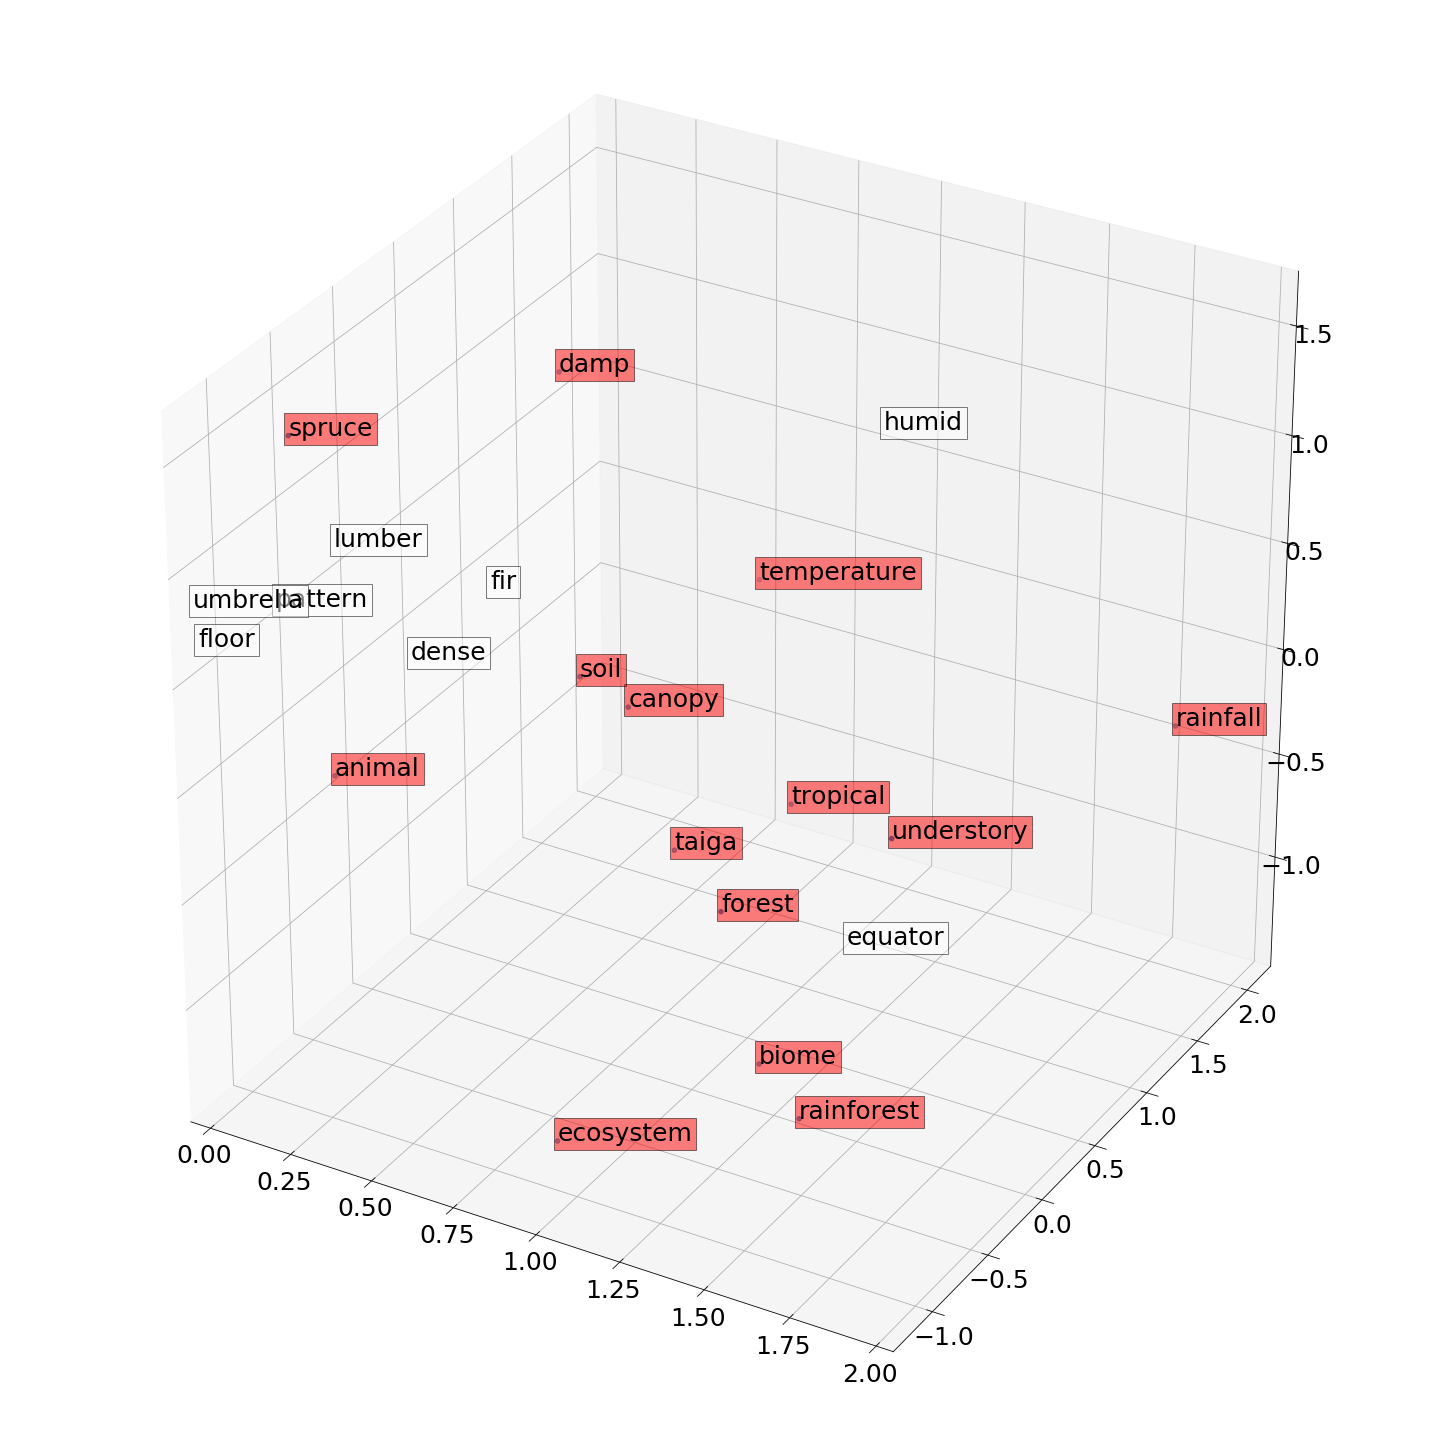 damp
humid
spruce
lumber
temperature
fir
umbrella
pattern
floor
dense
soil
canopy
rainfall
animal
tropical
understory
taiga
forest
equator
biome
rainforest
ecosystem
1.5
1.0
0.5
0.0
−0.5
−1.0
2.0
1.5
1.0
0.5
0.0
−0.5
−1.0
0.00
0.25
0.50
0.75
1.00
1.25
1.50
1.75
2.00